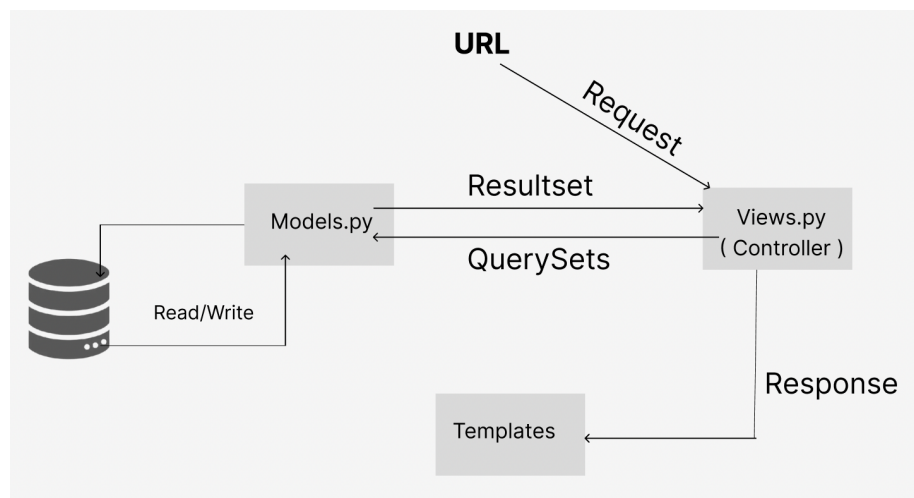 URL
Request
Resultset
Models.py
Views.py
( Controller )
QuerySets
Read/Write
Response
Templates